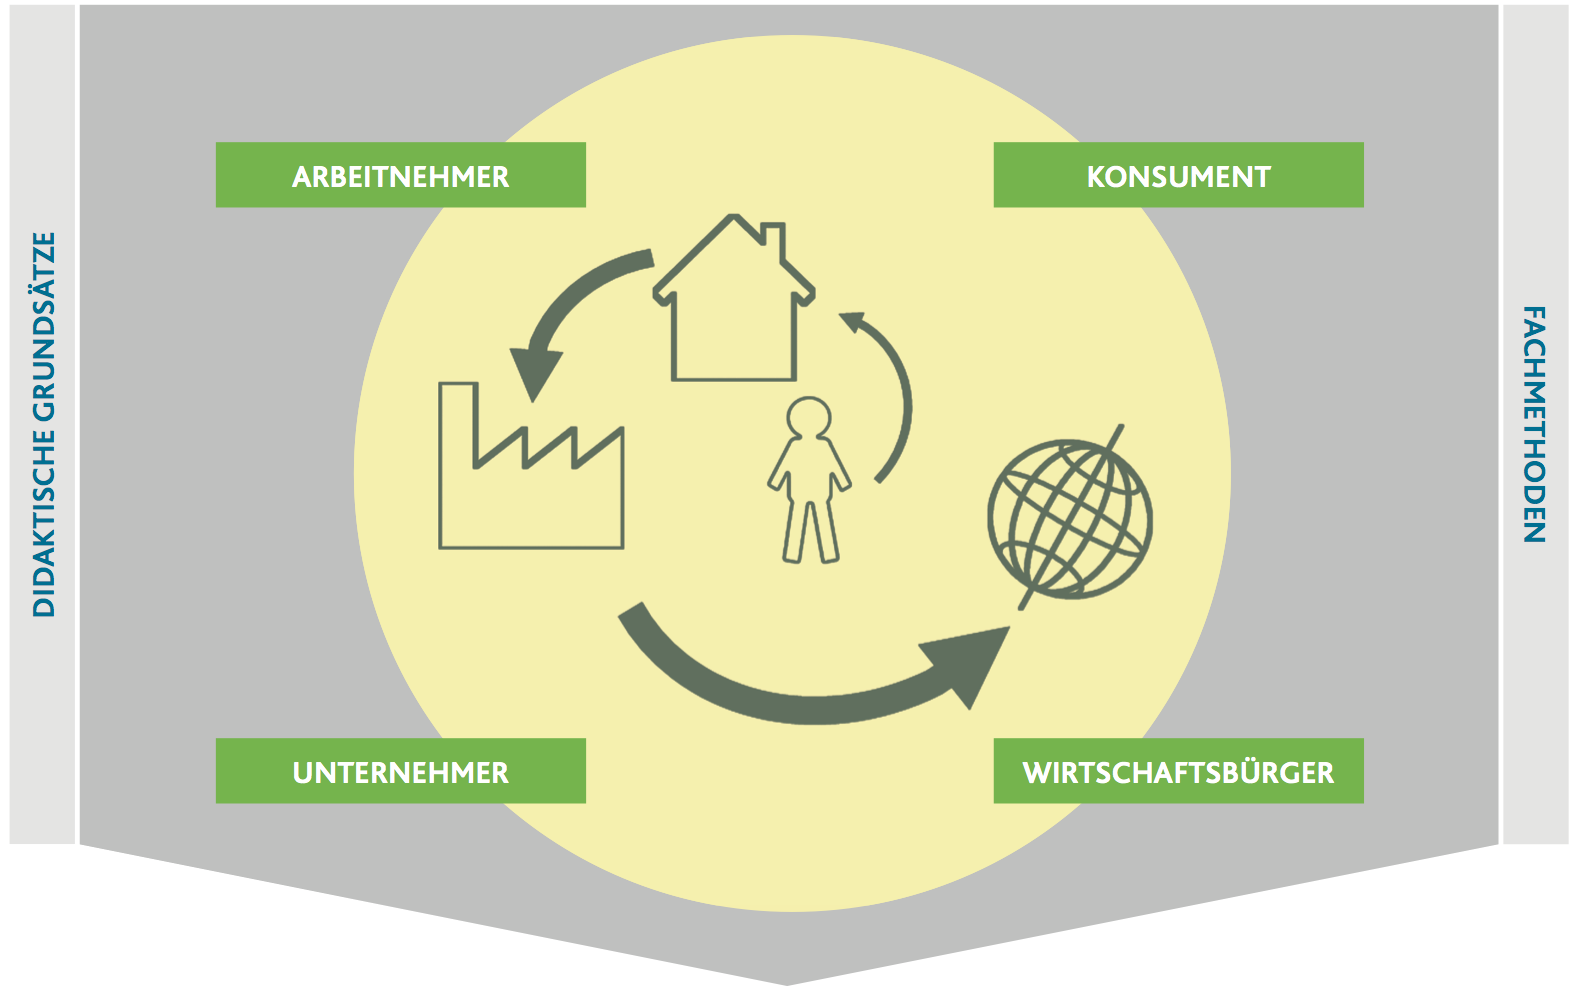 DIDAKTISCHE GRUNDSÄTZE
ARBEITNEHMER
KONSUMENT
UNTERNEHMER
WIRTSCHAFTSBÜRGER
FACHMETHODEN